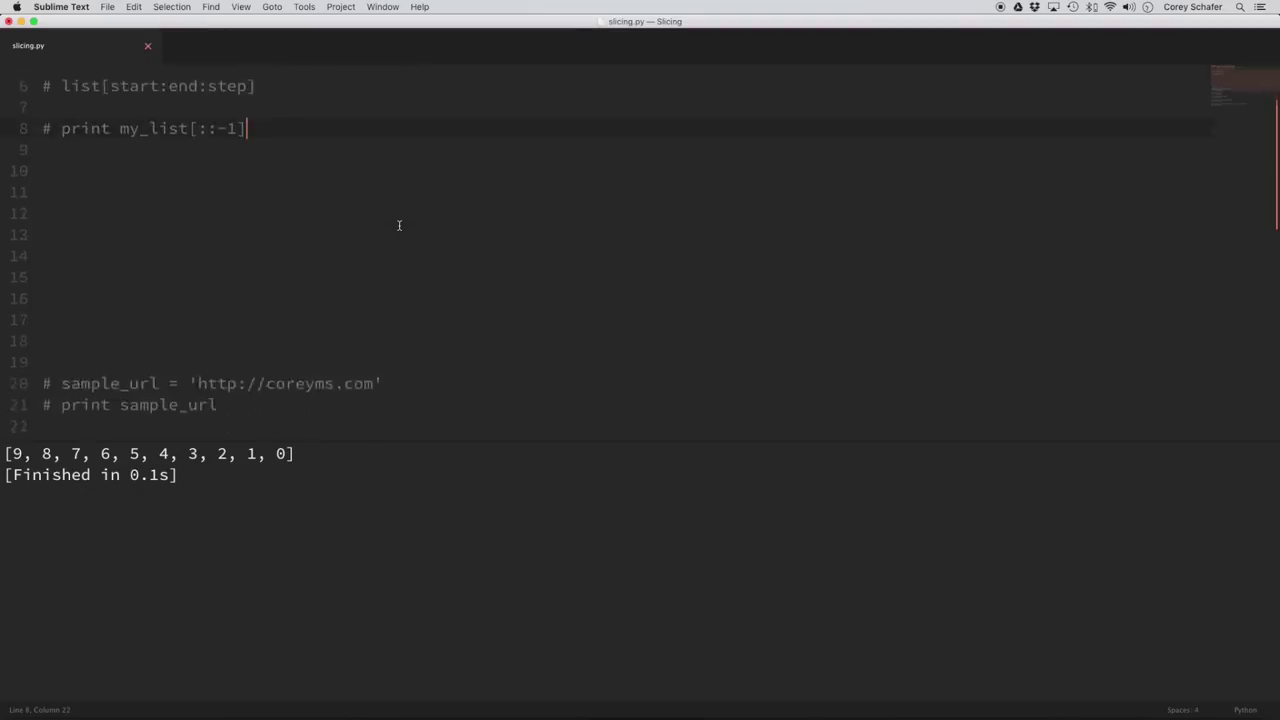 Sublime Text File Edit Selection Find View Goto Tools Project Window Help Corey Schafer
slicing.py — Slicing
slicing.py
6 # list[start:end:step]
7
8 # print my_list[::-1]
9
10
11
12
13
14
15
16
17
18
19
20 # sample_url = 'http://coreyms.com'
21 # print sample_url
22
[9, 8, 7, 6, 5, 4, 3, 2, 1, 0]
[Finished in 0.1s]
Line 8, Column 22 Spaces: 4 Python